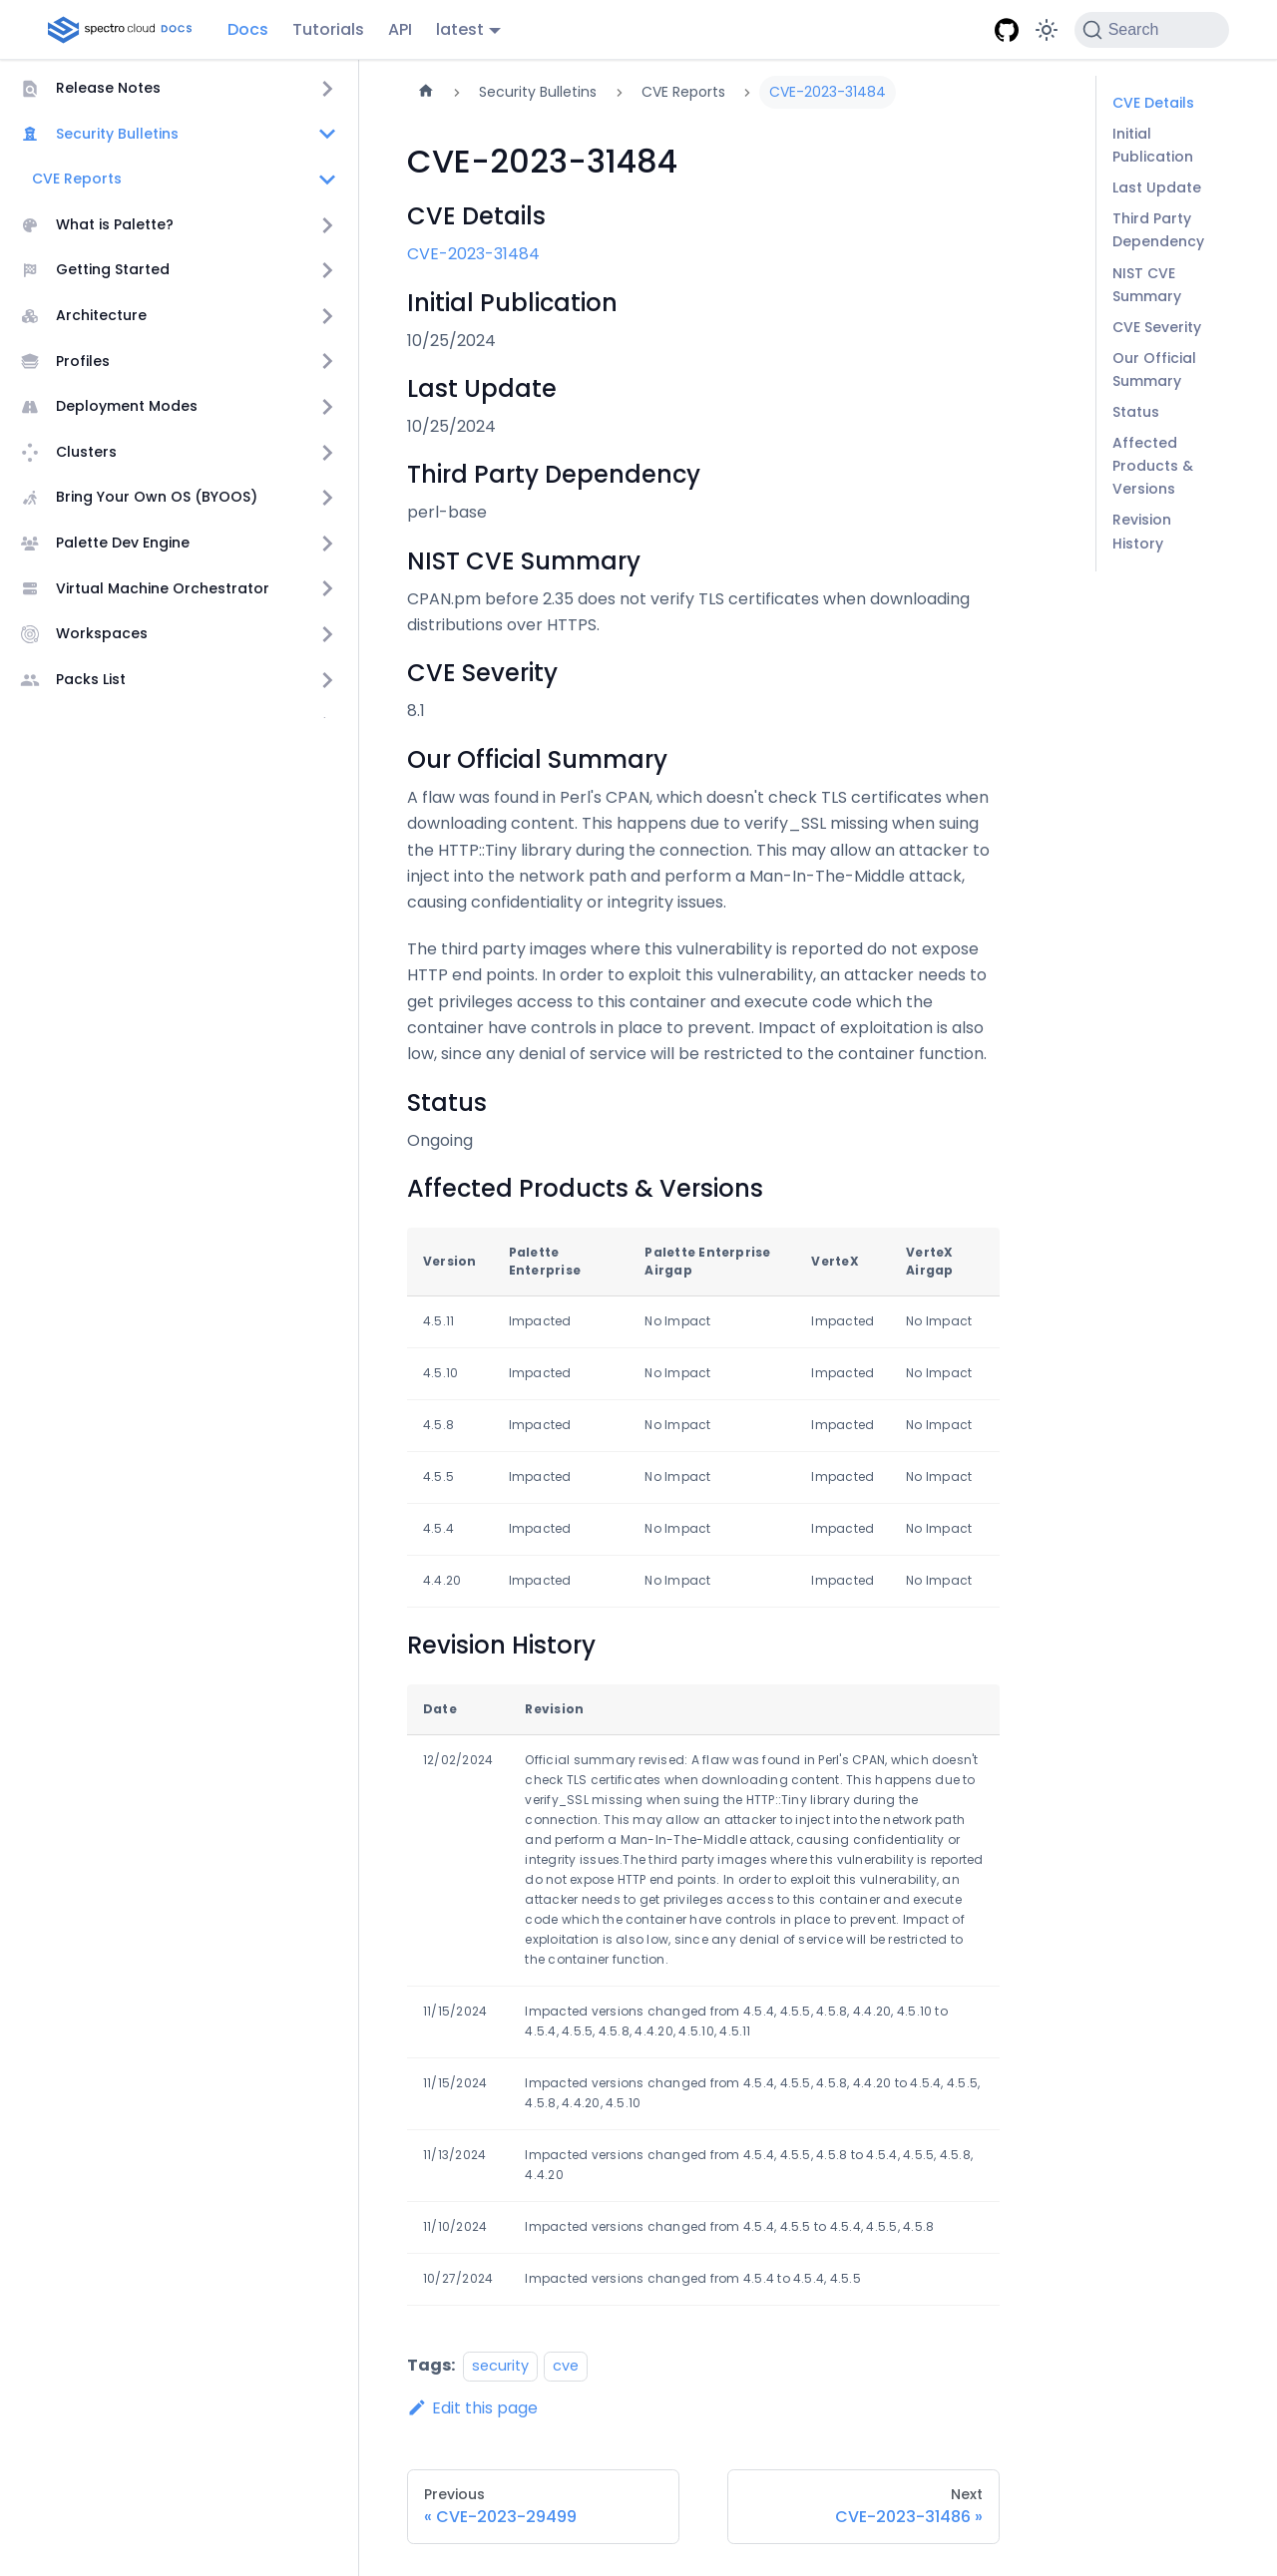 spectro cloud DOCS Docs Tutorials API latest Search
Release Notes
Security Bulletins
CVE Reports
What is Palette?
Getting Started
Architecture
Profiles
Deployment Modes
Clusters
Bring Your Own OS (BYOOS)
Palette Dev Engine
Virtual Machine Orchestrator
Workspaces
Packs List
Security Bulletins CVE Reports CVE-2023-31484
CVE-2023-31484
CVE Details
CVE-2023-31484
Initial Publication
10/25/2024
Last Update
10/25/2024
Third Party Dependency
perl-base
NIST CVE Summary
CPAN.pm before 2.35 does not verify TLS certificates when downloading
distributions over HTTPS.
CVE Severity
8.1
Our Official Summary
A flaw was found in Perl's CPAN, which doesn't check TLS certificates when
downloading content. This happens due to verify_SSL missing when suing
the HTTP::Tiny library during the connection. This may allow an attacker to
inject into the network path and perform a Man-In-The-Middle attack,
causing confidentiality or integrity issues.
The third party images where this vulnerability is reported do not expose
HTTP end points. In order to exploit this vulnerability, an attacker needs to
get privileges access to this container and execute code which the
container have controls in place to prevent. Impact of exploitation is also
low, since any denial of service will be restricted to the container function.
Status
Ongoing
Affected Products & Versions
Version Palette Enterprise Palette Enterprise Airgap VerteX VerteX Airgap
4.5.11 Impacted No Impact Impacted No Impact
4.5.10 Impacted No Impact Impacted No Impact
4.5.8 Impacted No Impact Impacted No Impact
4.5.5 Impacted No Impact Impacted No Impact
4.5.4 Impacted No Impact Impacted No Impact
4.4.20 Impacted No Impact Impacted No Impact
Revision History
Date Revision
12/02/2024 Official summary revised: A flaw was found in Perl's CPAN, which doesn't
check TLS certificates when downloading content. This happens due to
verify_SSL missing when suing the HTTP::Tiny library during the
connection. This may allow an attacker to inject into the network path
and perform a Man-In-The-Middle attack, causing confidentiality or
integrity issues.The third party images where this vulnerability is reported
do not expose HTTP end points. In order to exploit this vulnerability, an
attacker needs to get privileges access to this container and execute
code which the container have controls in place to prevent. Impact of
exploitation is also low, since any denial of service will be restricted to
the container function.
11/15/2024 Impacted versions changed from 4.5.4, 4.5.5, 4.5.8, 4.4.20, 4.5.10 to
4.5.4, 4.5.5, 4.5.8, 4.4.20, 4.5.10, 4.5.11
11/15/2024 Impacted versions changed from 4.5.4, 4.5.5, 4.5.8, 4.4.20 to 4.5.4, 4.5.5,
4.5.8, 4.4.20, 4.5.10
11/13/2024 Impacted versions changed from 4.5.4, 4.5.5, 4.5.8 to 4.5.4, 4.5.5, 4.5.8,
4.4.20
11/10/2024 Impacted versions changed from 4.5.4, 4.5.5 to 4.5.4, 4.5.5, 4.5.8
10/27/2024 Impacted versions changed from 4.5.4 to 4.5.4, 4.5.5
Tags: security cve
Edit this page
Previous
« CVE-2023-29499
Next
CVE-2023-31486 »
CVE Details
Initial
Publication
Last Update
Third Party
Dependency
NIST CVE
Summary
CVE Severity
Our Official
Summary
Status
Affected
Products &
Versions
Revision
History